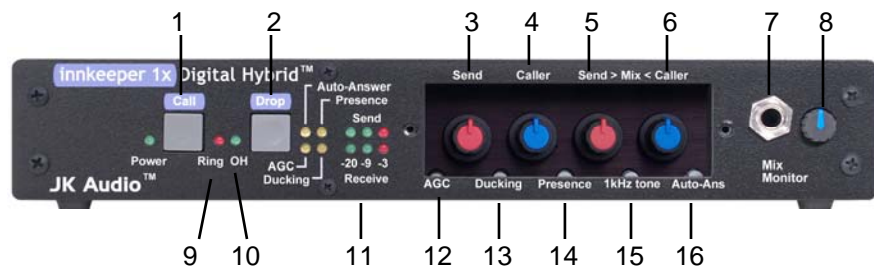 1 2 3 4 5 6 7 8
innkeeper 1x Digital Hybrid™
Send Caller Send > Mix < Caller
Call Drop
Auto-Answer
Presence
Send
Power Ring OH
AGC
Ducking
-20 -9 -3
Receive
AGC Ducking Presence 1kHz tone Auto-Ans
Mix
Monitor
JK Audio™
9 10 11 12 13 14 15 16